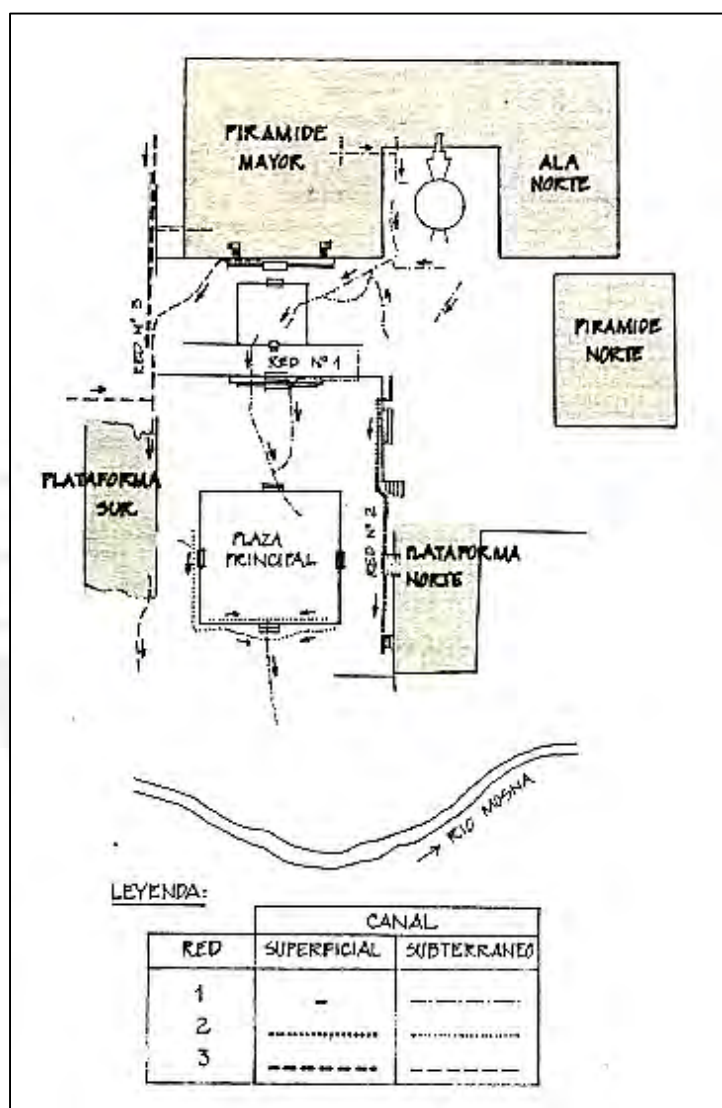 PIRAMIDE
MAYOR
ALA
NORTE
RED Nº 3
PIRAMIDE
NORTE
RED Nº 1
PLATAFORMA
SUR
PLAZA
PRINCIPAL
RED Nº 2
PLATAFORMA
NORTE
RIO MOSNA
LEYENDA:
CANAL
RED SUPERFICIAL SUBTERRANEO
1
2
3